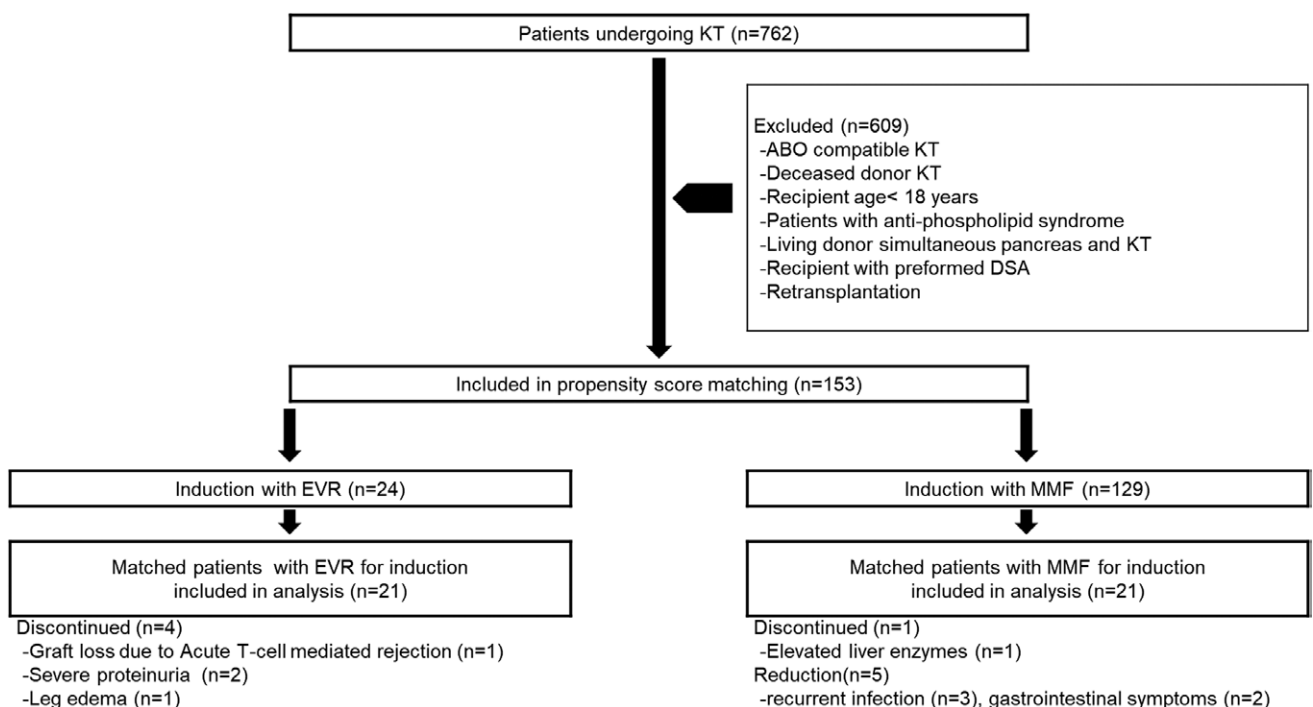 Patients undergoing KT (n=762)
Excluded (n=609)
-ABO compatible KT
-Deceased donor KT
-Recipient age< 18 years
-Patients with anti-phospholipid syndrome
-Living donor simultaneous pancreas and KT
-Recipient with preformed DSA
-Retransplantation
Included in propensity score matching (n=153)
Induction with EVR (n=24)
Matched patients with EVR for induction
included in analysis (n=21)
Discontinued (n=4)
-Graft loss due to Acute T-cell mediated rejection (n=1)
-Severe proteinuria (n=2)
-Leg edema (n=1)
Induction with MMF (n=129)
Matched patients with MMF for induction
included in analysis (n=21)
Discontinued (n=1)
-Elevated liver enzymes (n=1)
Reduction(n=5)
-recurrent infection (n=3), gastrointestinal symptoms (n=2)